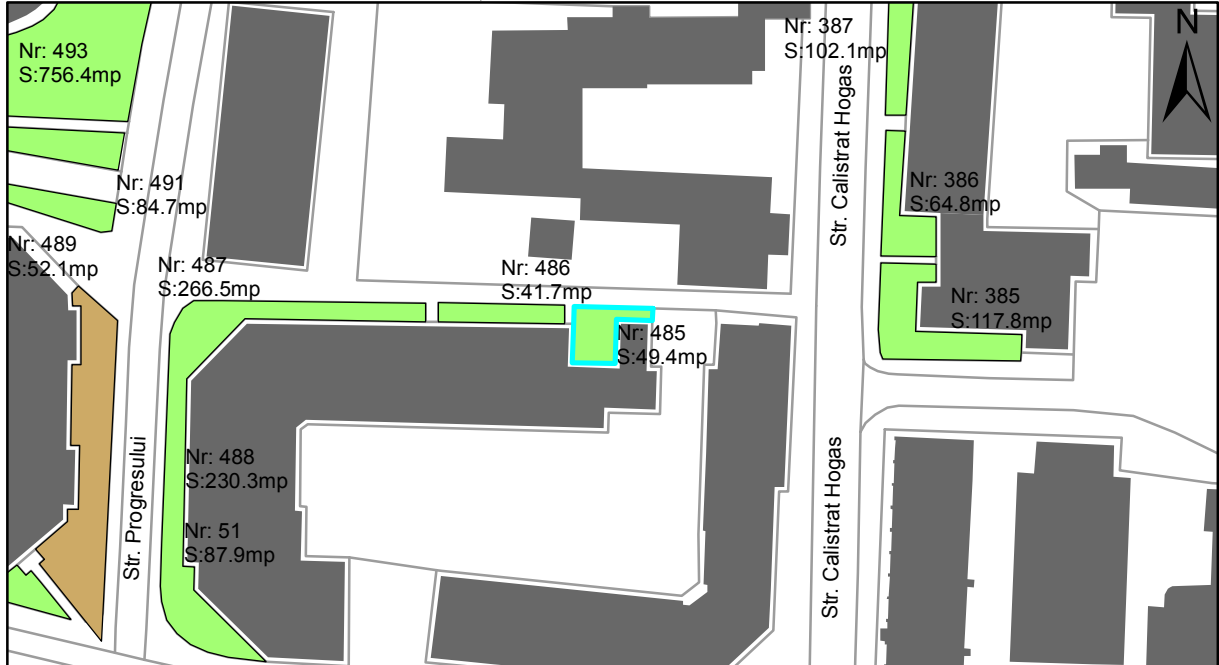 Nr: 493
S:756.4mp
Nr: 387
S:102.1mp
N
Str. Calistrat Hogas
Nr: 491
S:84.7mp
Nr: 386
S:64.8mp
Nr: 489
S:52.1mp
Nr: 487
S:266.5mp
Nr: 486
S:41.7mp
Nr: 385
S:117.8mp
Nr: 485
S:49.4mp
Str. Progresului
Nr: 488
S:230.3mp
Str. Calistrat Hogas
Nr: 51
S:87.9mp